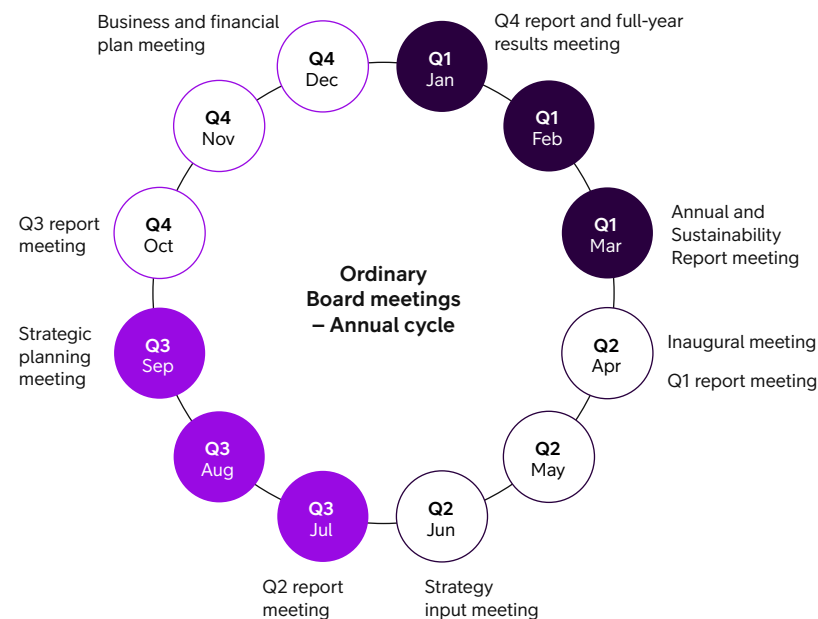 Business and financial
plan meeting
Q4 report and full-year
results meeting
Q4
Dec
Q1
Jan
Q4
Nov
Q1
Feb
Q3 report
meeting
Q4
Oct
Q1
Mar
Annual and
Sustainability
Report meeting
Ordinary
Board meetings
– Annual cycle
Strategic
planning
meeting
Q3
Sep
Q2
Apr
Inaugural meeting
Q1 report meeting
Q3
Aug
Q2
May
Q3
Jul
Q2
Jun
Q2 report
meeting
Strategy
input meeting